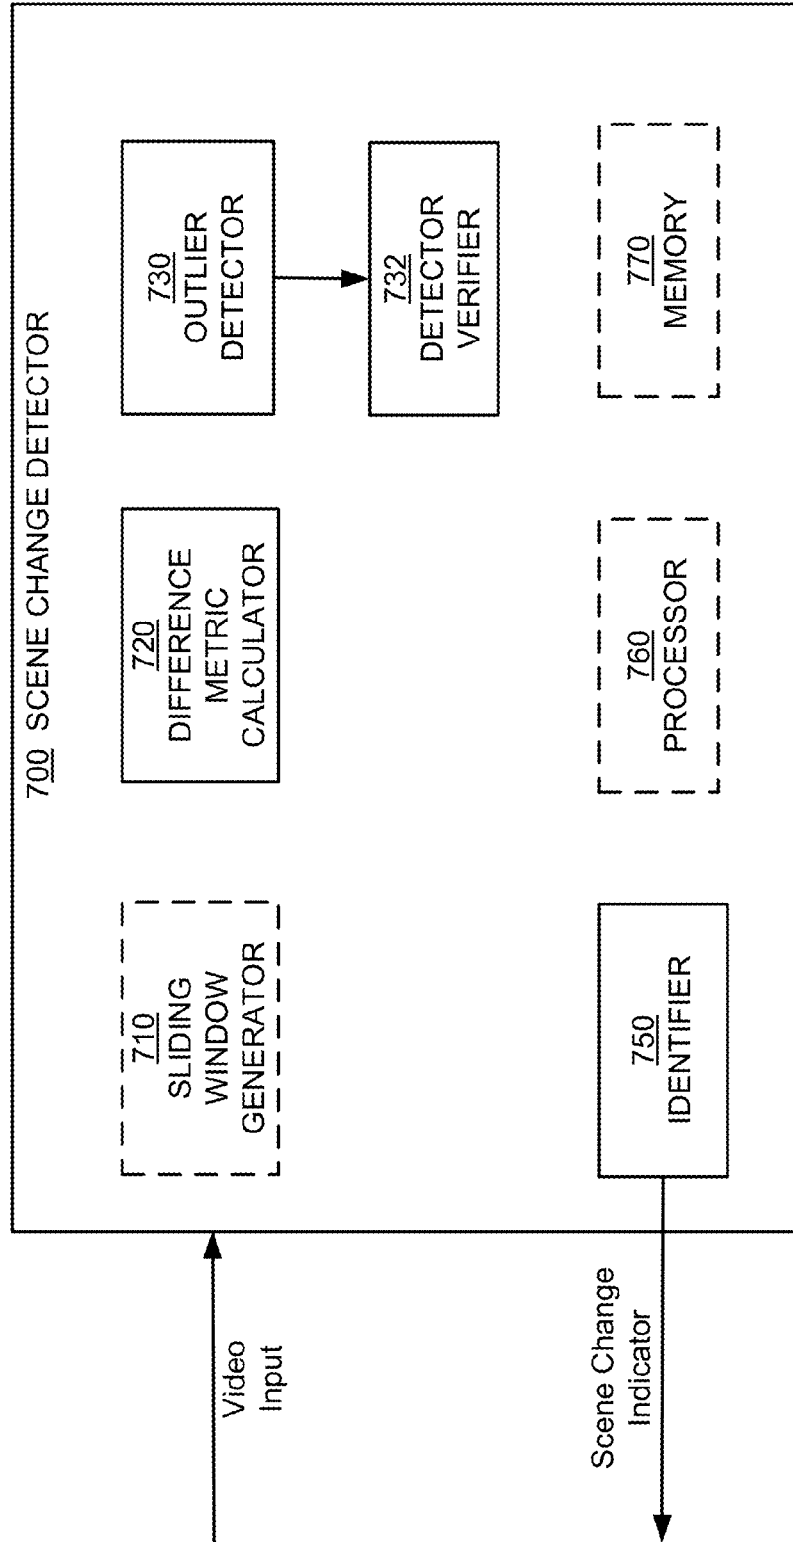 700 SCENE CHANGE DETECTOR
Video
Input
710
SLIDING
WINDOW
GENERATOR
720
DIFFERENCE
METRIC
CALCULATOR
730
OUTLIER
DETECTOR
732
DETECTOR
VERIFIER
Scene Change
Indicator
750
IDENTIFIER
760
PROCESSOR
770
MEMORY